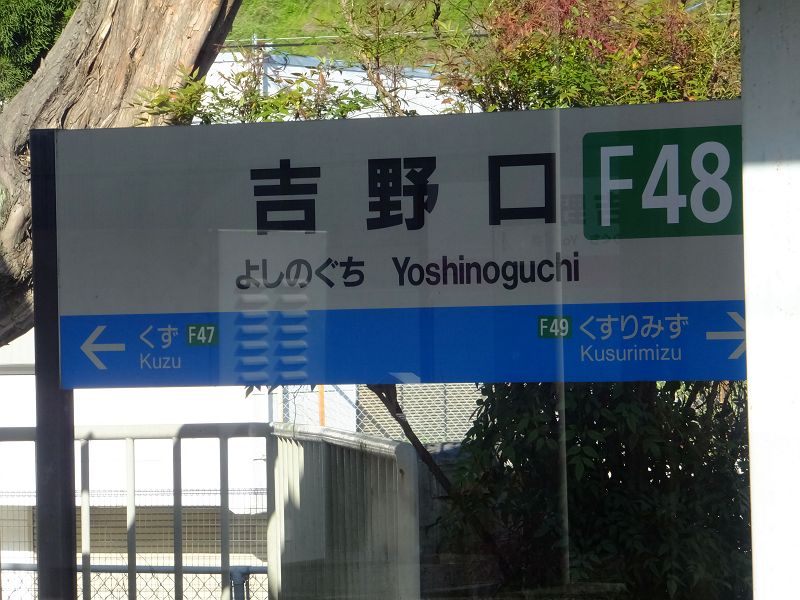 吉野口 F48
よしのぐち Yoshinoguchi
← くず F47 F49 くすりみず →
Kuzu Kusurimizu